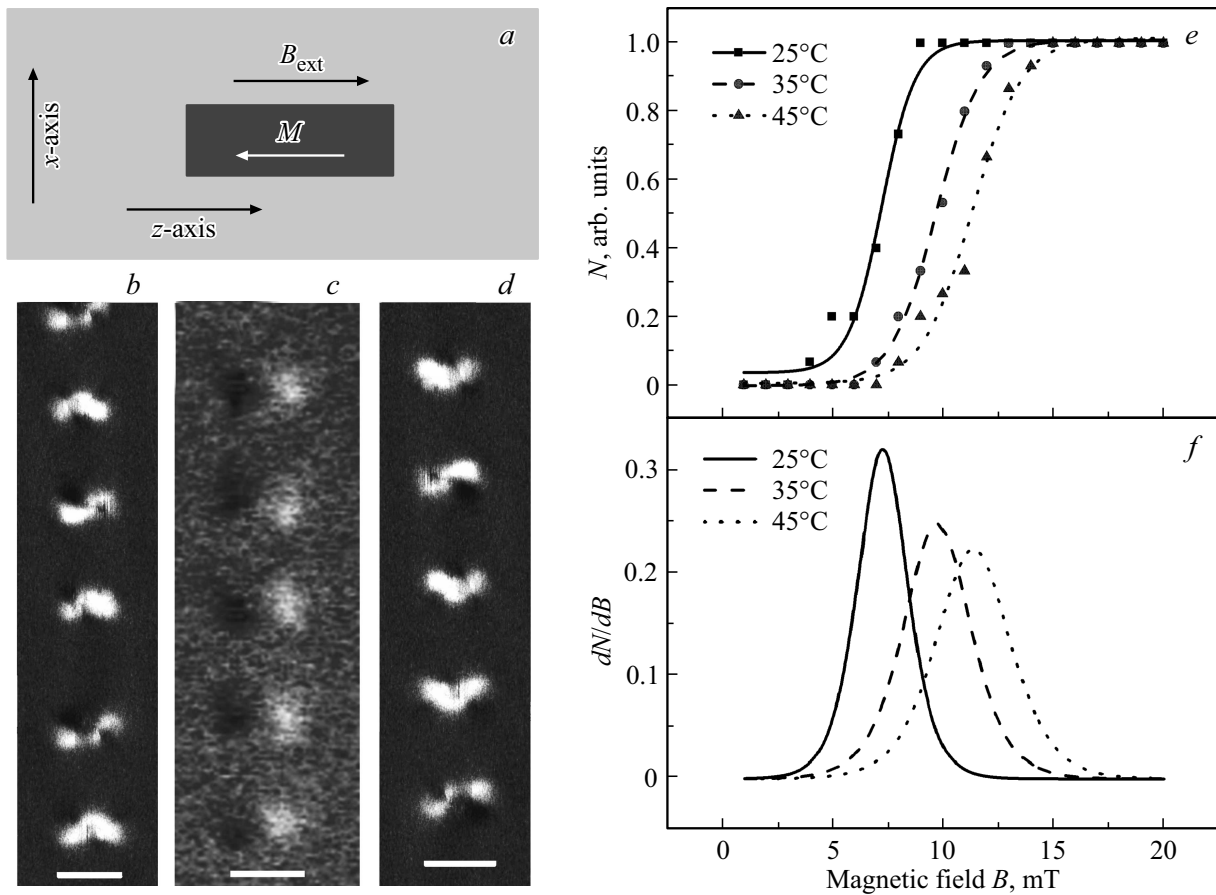 a
B_ext
M
x-axis
z-axis
b
c
d
e
25°C
35°C
45°C
1.0
0.8
0.6
0.4
0.2
0
N, arb. units
f
25°C
35°C
45°C
0.3
0.2
0.1
0
dN/dB
0 5 10 15 20
Magnetic field B, mT